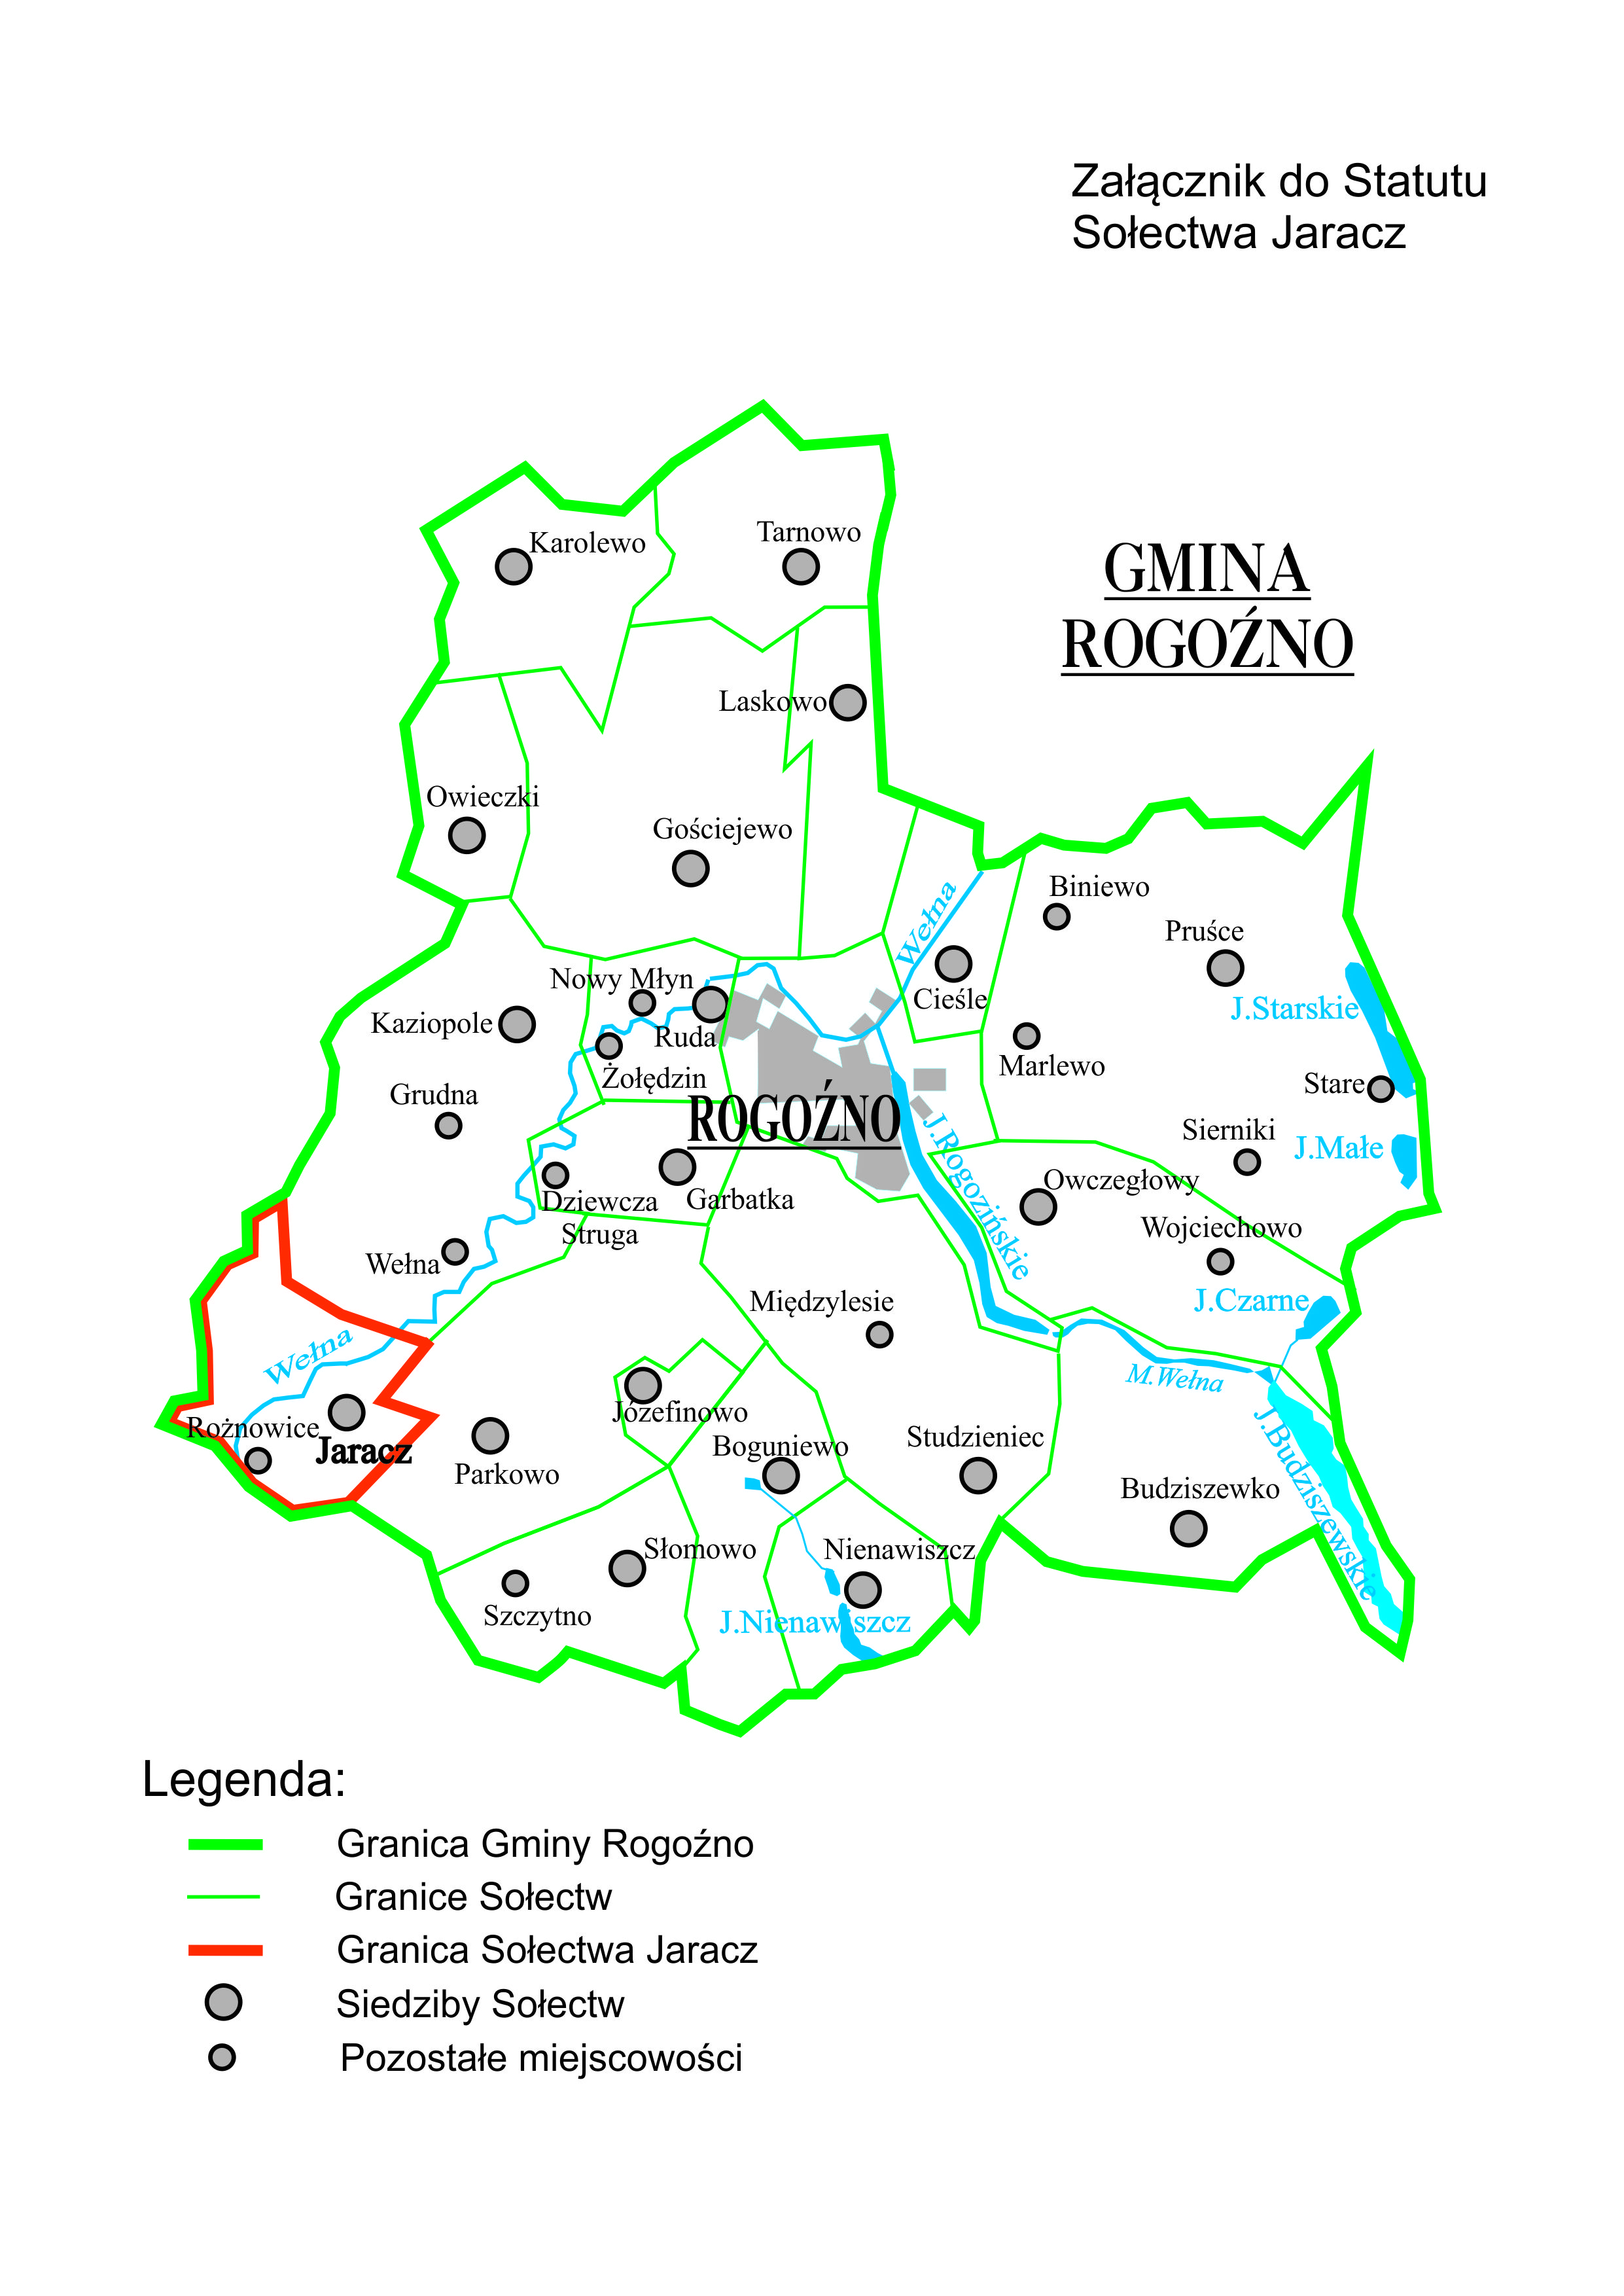 Załącznik do Statutu
Sołectwa Jaracz
GMINA
ROGOŹNO
Karolewo
Tarnowo
Laskowo
Owieczki
Gościejewo
Wełna
Biniewo
Pruśce
Nowy Młyn
Cieśle
J.Starskie
Kaziopole
Ruda
Marlewo
Żołędzin
Stare
Grudna
ROGOŹNO
J.Rogozińskie
Sierniki
J.Małe
Dziewcza
Struga
Garbatka
Owczegłowy
Wojciechowo
Wełna
J.Czarne
Międzylesie
Wełna
M.Wełna
Rożnowice
Jaracz
Józefinowo
Parkowo
Boguniewo
Studzieniec
J.Budziszewskie
Budziszewko
Słomowo
Nienawiszcz
Szczytno
J.Nienawiszcz
Legenda:
Granica Gminy Rogoźno
Granice Sołectw
Granica Sołectwa Jaracz
Siedziby Sołectw
Pozostałe miejscowości